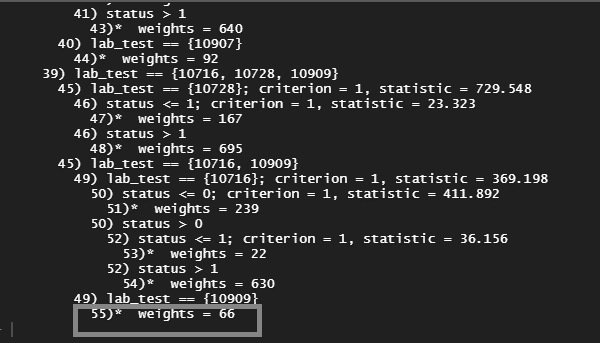 41) status > 1
43)* weights = 640
40) lab_test == {10907}
44)* weights = 92
39) lab_test == {10716, 10728, 10909}
45) lab_test == {10728}; criterion = 1, statistic = 729.548
46) status <= 1; criterion = 1, statistic = 23.323
47)* weights = 167
46) status > 1
48)* weights = 695
45) lab_test == {10716, 10909}
49) lab_test == {10716}; criterion = 1, statistic = 369.198
50) status <= 0; criterion = 1, statistic = 411.892
51)* weights = 239
50) status > 0
52) status <= 1; criterion = 1, statistic = 36.156
53)* weights = 22
52) status > 1
54)* weights = 630
49) lab_test == {10909}
55)* weights = 66